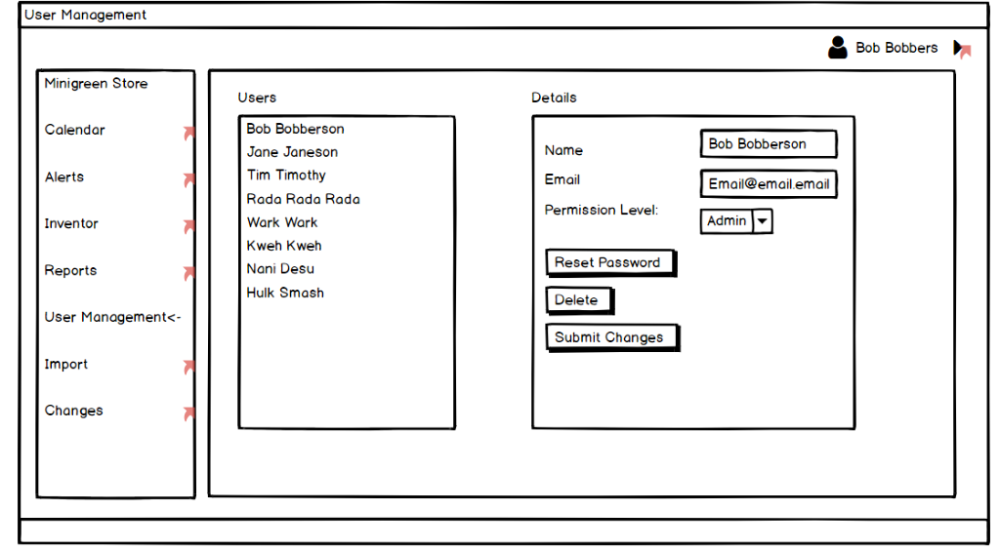 User Management
Bob Bobbers
Minigreen Store
Calendar
Alerts
Inventor
Reports
User Management<-
Import
Changes
Users
Bob Bobberson
Jane Janeson
Tim Timothy
Rada Rada Rada
Wark Wark
Kweh Kweh
Nani Desu
Hulk Smash
Details
Name
Bob Bobberson
Email
Email@email.email
Permission Level:
Admin
Reset Password
Delete
Submit Changes